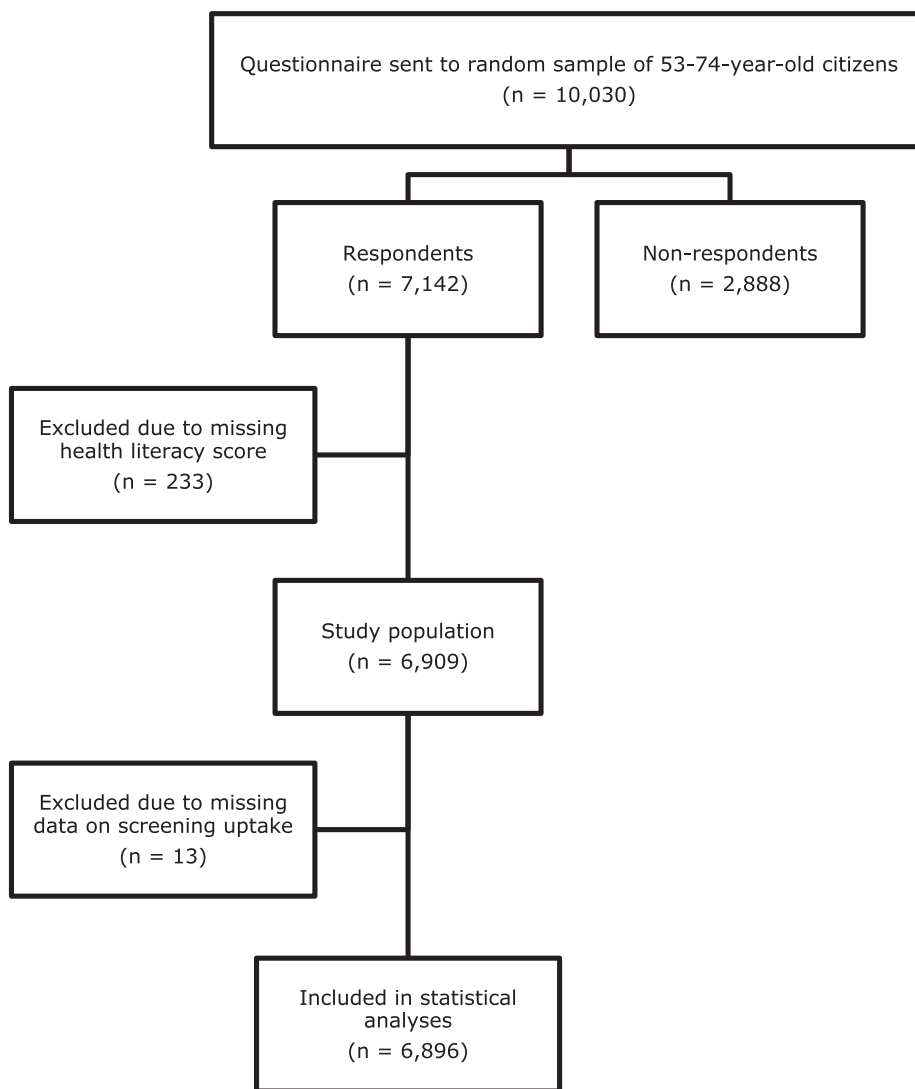 Questionnaire sent to random sample of 53-74-year-old citizens
(n = 10,030)
Respondents
(n = 7,142)
Non-respondents
(n = 2,888)
Excluded due to missing
health literacy score
(n = 233)
Study population
(n = 6,909)
Excluded due to missing
data on screening uptake
(n = 13)
Included in statistical
analyses
(n = 6,896)